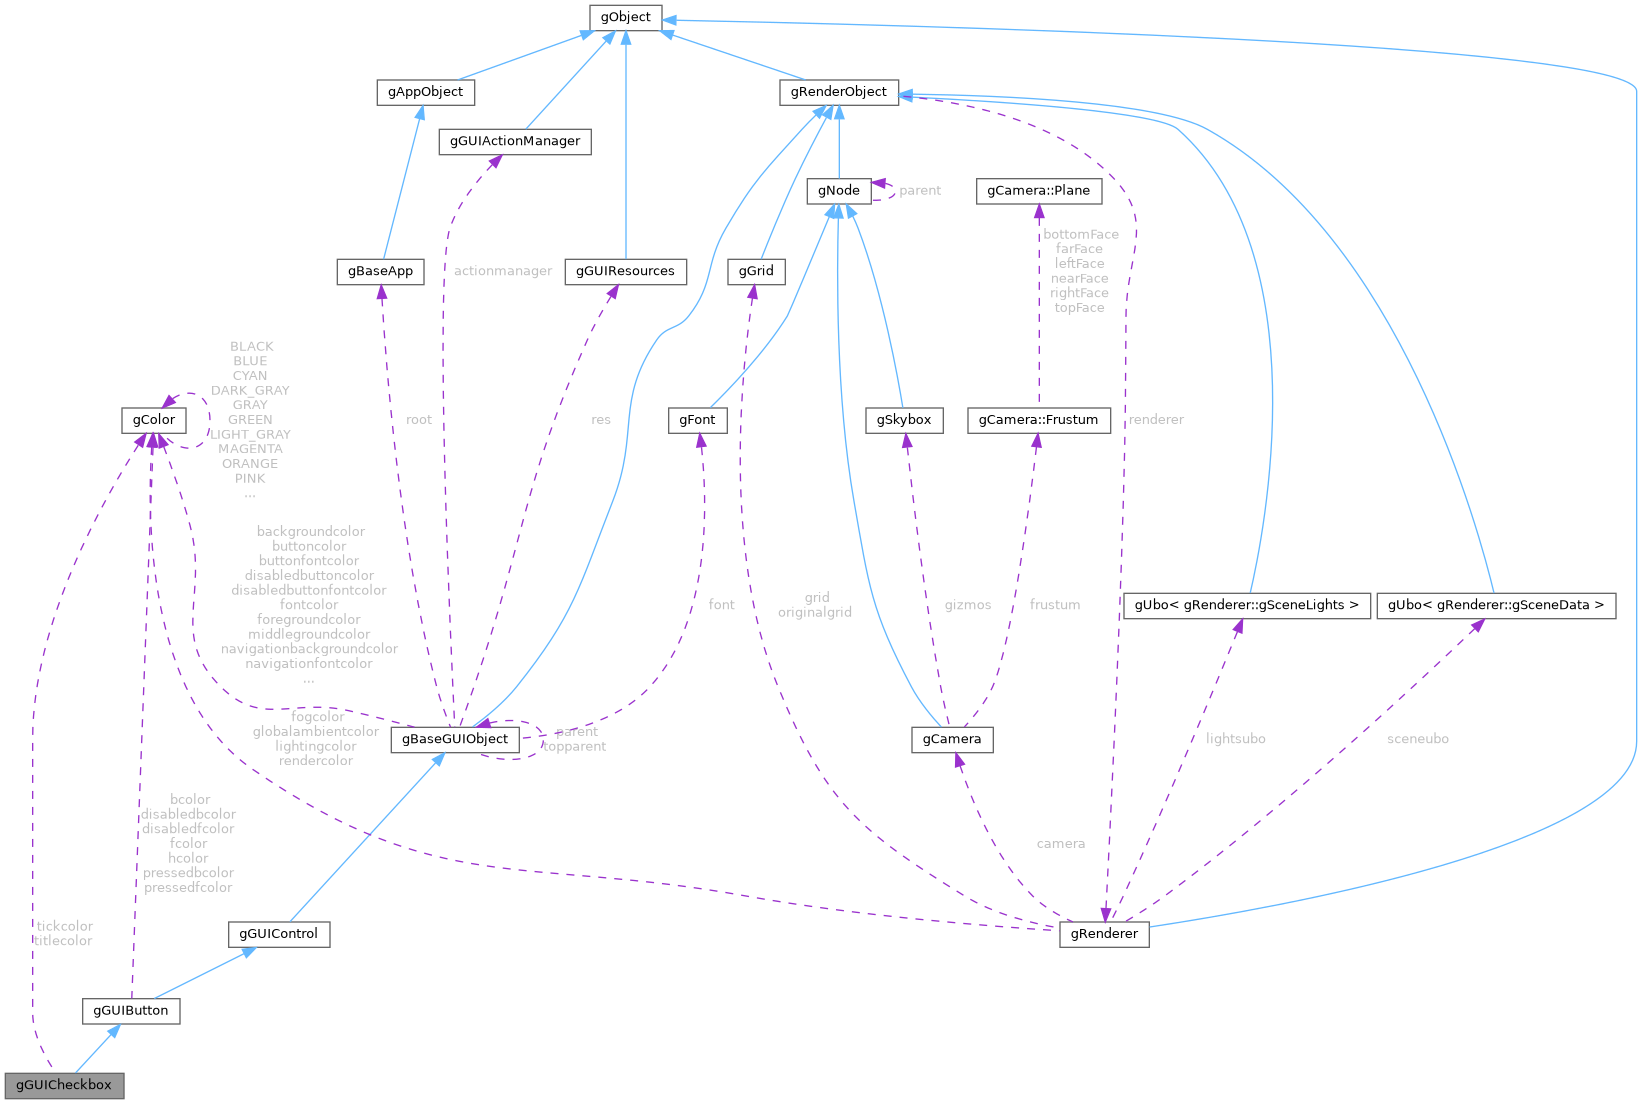 gObject
gAppObject
gRenderObject
gGUIActionManager
gNode
parent
gCamera::Plane
bottomFace
farFace
leftFace
nearFace
rightFace
topFace
gBaseApp
actionmanager
gGUIResources
gGrid
BLACK
BLUE
CYAN
DARK_GRAY
GRAY
GREEN
LIGHT_GRAY
MAGENTA
ORANGE
PINK
...
gColor
root
res
gFont
gSkybox
gCamera::Frustum
renderer
backgroundcolor
buttoncolor
buttonfontcolor
disabledbuttoncolor
disabledbuttonfontcolor
fontcolor
foregroundcolor
middlegroundcolor
navigationbackgroundcolor
navigationfontcolor
...
font
grid
originalgrid
gizmos
frustum
gUbo< gRenderer::gSceneLights >
gUbo< gRenderer::gSceneData >
fogcolor
globalambientcolor
lightingcolor
rendercolor
gBaseGUIObject
parent
topparent
gCamera
lightsubo
sceneubo
bcolor
disabledbcolor
disabledfcolor
fcolor
hcolor
pressedbcolor
pressedfcolor
camera
tickcolor
titlecolor
gGUIControl
gRenderer
gGUIButton
gGUICheckbox